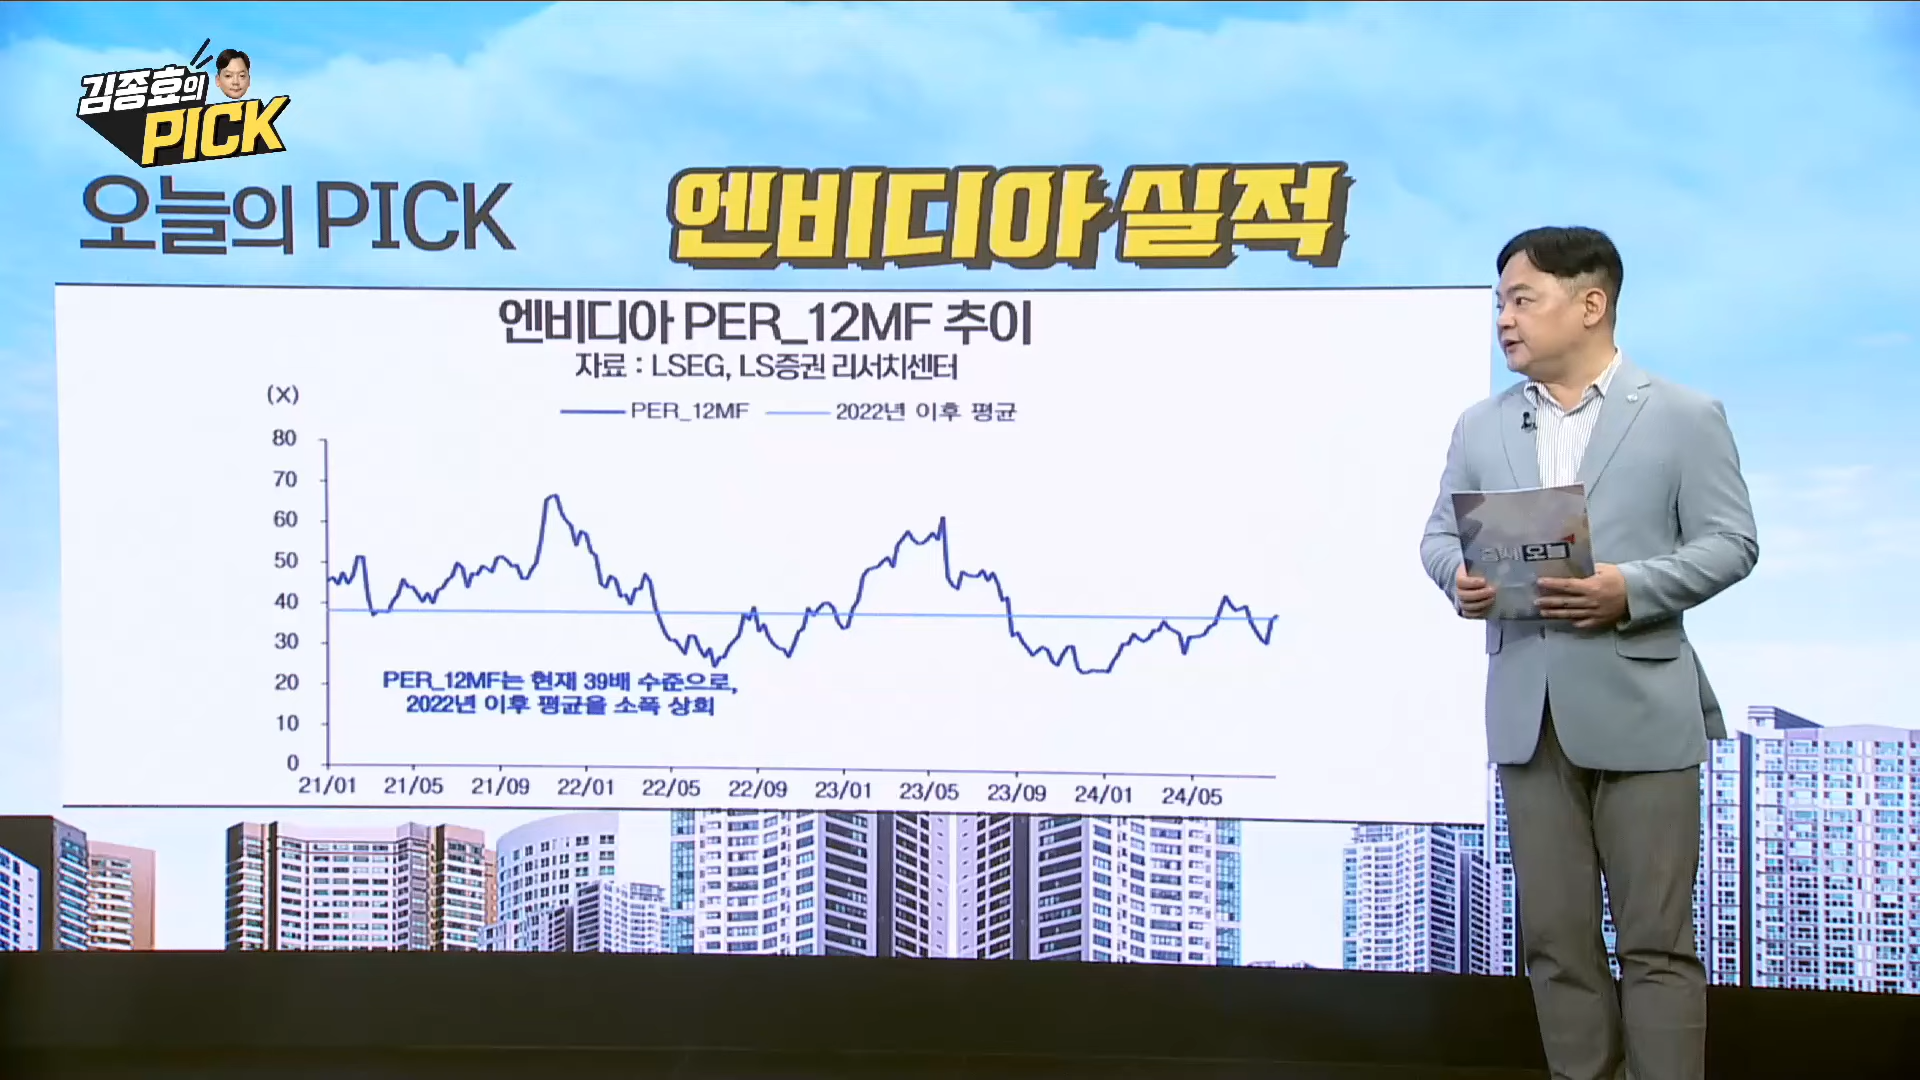 김종효의
PICK
오늘의 PICK
엔비디아 실적
엔비디아 PER_12MF 추이
자료 : LSEG, LS증권 리서치센터
(X)
PER_12MF 2022년 이후 평균
80
70
60
50
40
30
20
10
0
PER_12MF는 현재 39배 수준으로,
2022년 이후 평균을 소폭 상회
21/01 21/05 21/09 22/01 22/05 22/09 23/01 23/05 23/09 24/01 24/05
오늘